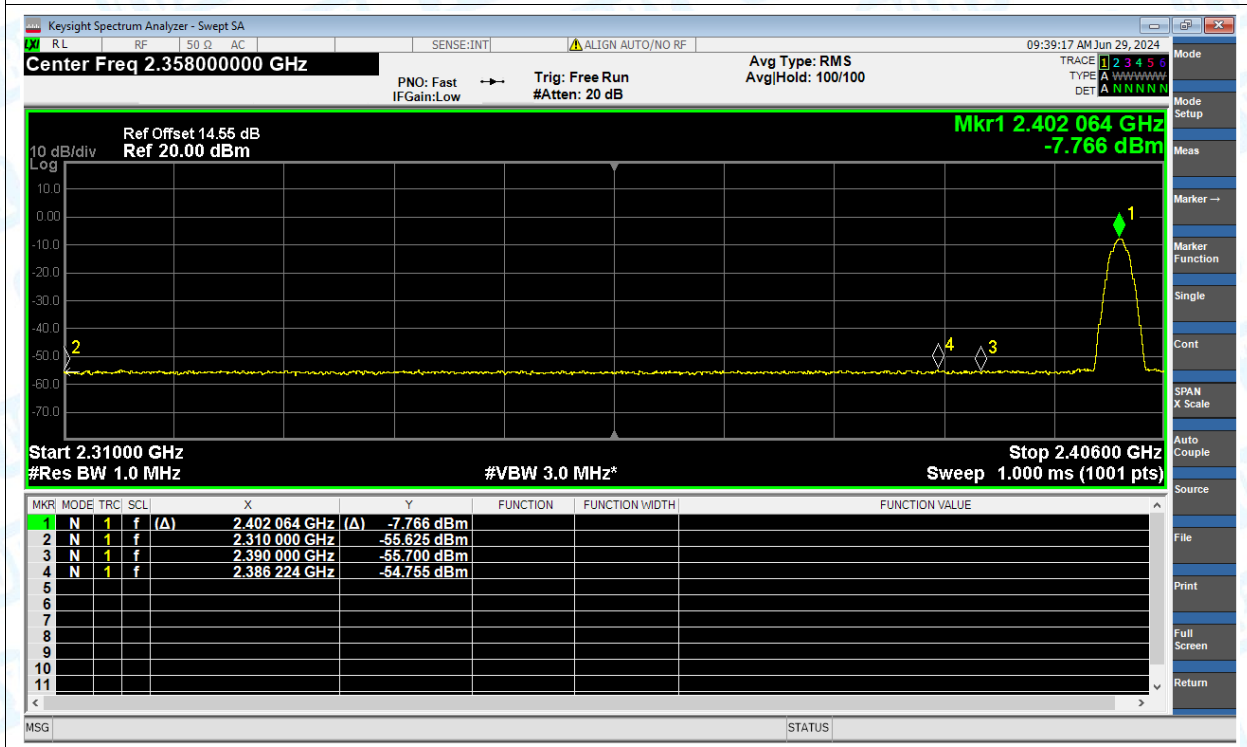 Keysight Spectrum Analyzer - Swept SA
LXI RL RF 50 Ω AC SENSE:INT ALIGN AUTO/NO RF 09:39:17 AM Jun 29, 2024
Center Freq 2.358000000 GHz
PNO: Fast
IFGain:Low
Trig: Free Run
#Atten: 20 dB
Avg Type: RMS
Avg|Hold: 100/100
TRACE 1 2 3 4 5 6
TYPE A WWWWW
DET A N N N N N
Mkr1 2.402 064 GHz
-7.766 dBm
Ref Offset 14.55 dB
10 dB/div Ref 20.00 dBm
Log
10.0
0.00
-10.0
-20.0
-30.0
-40.0
-50.0
-60.0
-70.0
1
2
4
3
Start 2.31000 GHz Stop 2.40600 GHz
#Res BW 1.0 MHz #VBW 3.0 MHz* Sweep 1.000 ms (1001 pts)
MKR MODE TRC SCL X Y FUNCTION FUNCTION WIDTH FUNCTION VALUE
1 N 1 f (Δ) 2.402 064 GHz (Δ) -7.766 dBm
2 N 1 f 2.310 000 GHz -55.625 dBm
3 N 1 f 2.390 000 GHz -55.700 dBm
4 N 1 f 2.386 224 GHz -54.755 dBm
5
6
7
8
9
10
11
MSG STATUS
Mode
Mode
Setup
Meas
Marker →
Marker
Function
Single
Cont
SPAN
X Scale
Auto
Couple
Source
File
Print
Full
Screen
Return